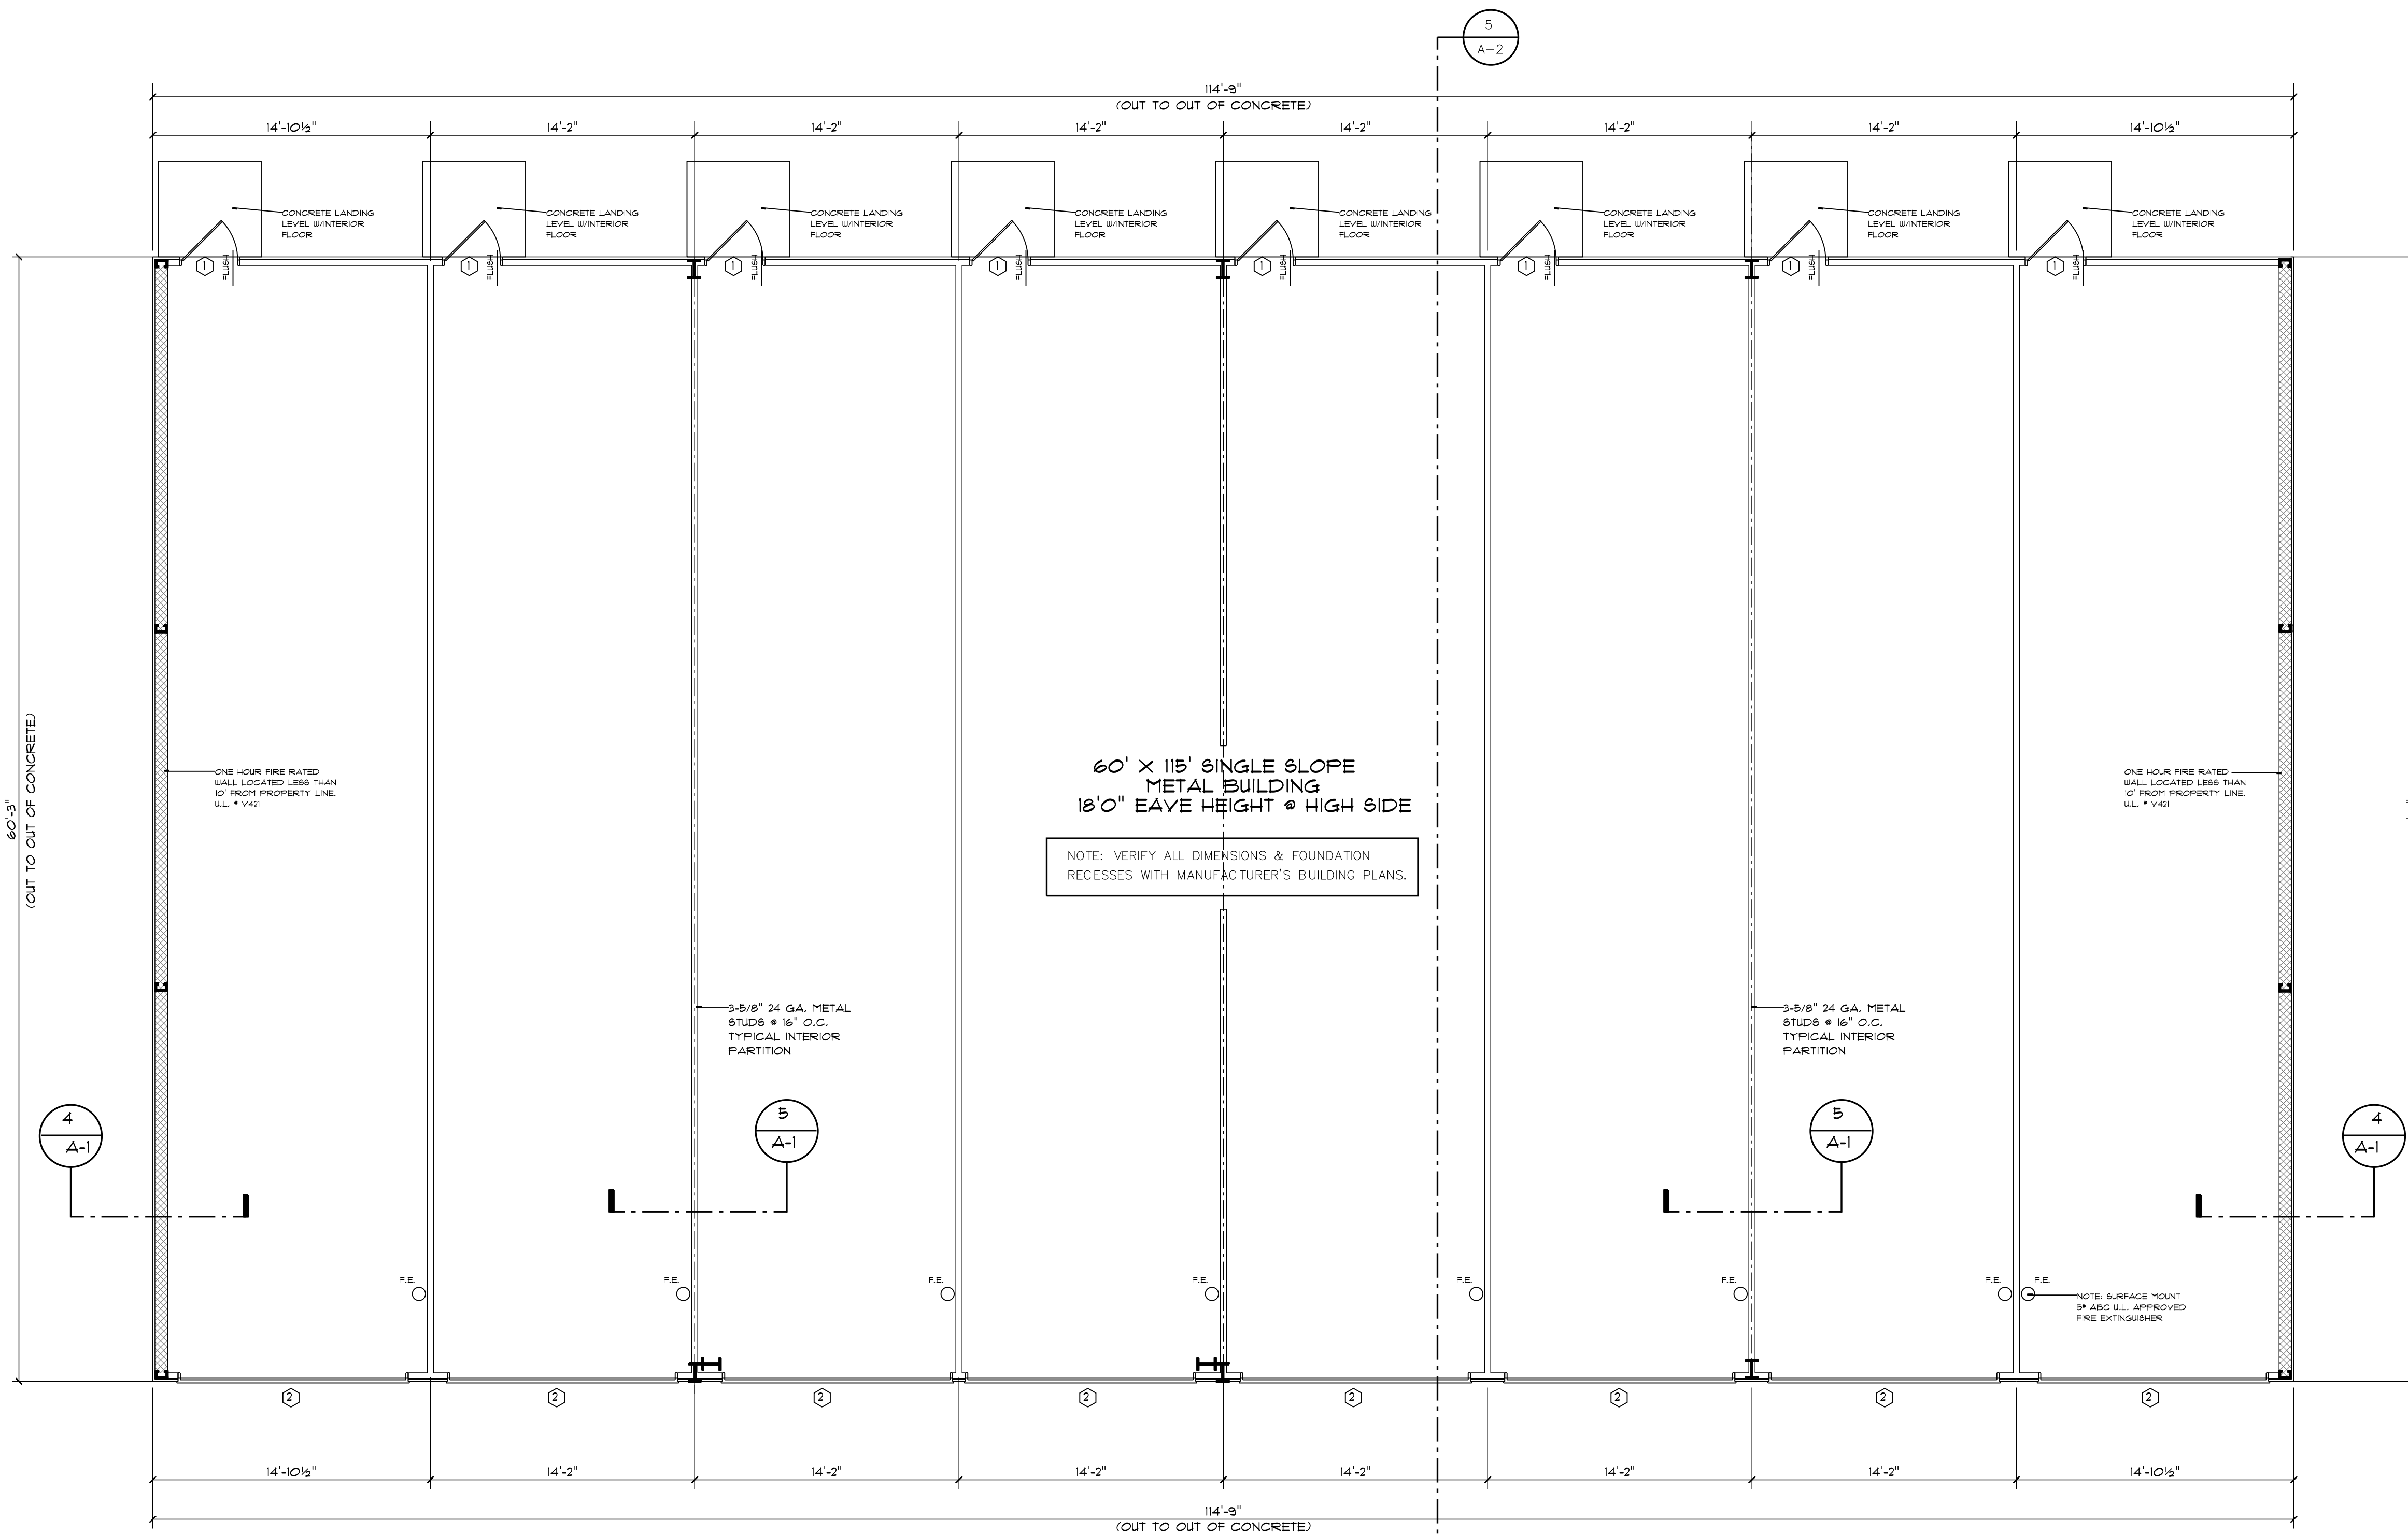 5
A-2
114'-9"
(OUT TO OUT OF CONCRETE)
14'-10½" 14'-2" 14'-2" 14'-2" 14'-2" 14'-2" 14'-2" 14'-10½"
CONCRETE LANDING
LEVEL W/INTERIOR
FLOOR
CONCRETE LANDING
LEVEL W/INTERIOR
FLOOR
CONCRETE LANDING
LEVEL W/INTERIOR
FLOOR
CONCRETE LANDING
LEVEL W/INTERIOR
FLOOR
CONCRETE LANDING
LEVEL W/INTERIOR
FLOOR
CONCRETE LANDING
LEVEL W/INTERIOR
FLOOR
CONCRETE LANDING
LEVEL W/INTERIOR
FLOOR
CONCRETE LANDING
LEVEL W/INTERIOR
FLOOR
1 FLUSH 1 FLUSH 1 FLUSH 1 FLUSH 1 FLUSH 1 FLUSH 1 FLUSH 1 FLUSH
60'-3"
(OUT TO OUT OF CONCRETE)
ONE HOUR FIRE RATED
WALL LOCATED LESS THAN
10' FROM PROPERTY LINE.
U.L. # V421
60' X 115' SINGLE SLOPE
METAL BUILDING
18'0" EAVE HEIGHT @ HIGH SIDE
NOTE: VERIFY ALL DIMENSIONS & FOUNDATION
RECESSES WITH MANUFACTURER'S BUILDING PLANS.
ONE HOUR FIRE RATED
WALL LOCATED LESS THAN
10' FROM PROPERTY LINE.
U.L. # V421
3-5/8" 24 GA. METAL
STUDS @ 16" O.C.
TYPICAL INTERIOR
PARTITION
3-5/8" 24 GA. METAL
STUDS @ 16" O.C.
TYPICAL INTERIOR
PARTITION
4
A-1
5
A-1
5
A-1
4
A-1
F.E. F.E. F.E. F.E. F.E. F.E. F.E. F.E.
NOTE: SURFACE MOUNT
5# ABC U.L. APPROVED
FIRE EXTINGUISHER
2 2 2 2 2 2 2 2
14'-10½" 14'-2" 14'-2" 14'-2" 14'-2" 14'-2" 14'-2" 14'-10½"
114'-9"
(OUT TO OUT OF CONCRETE)